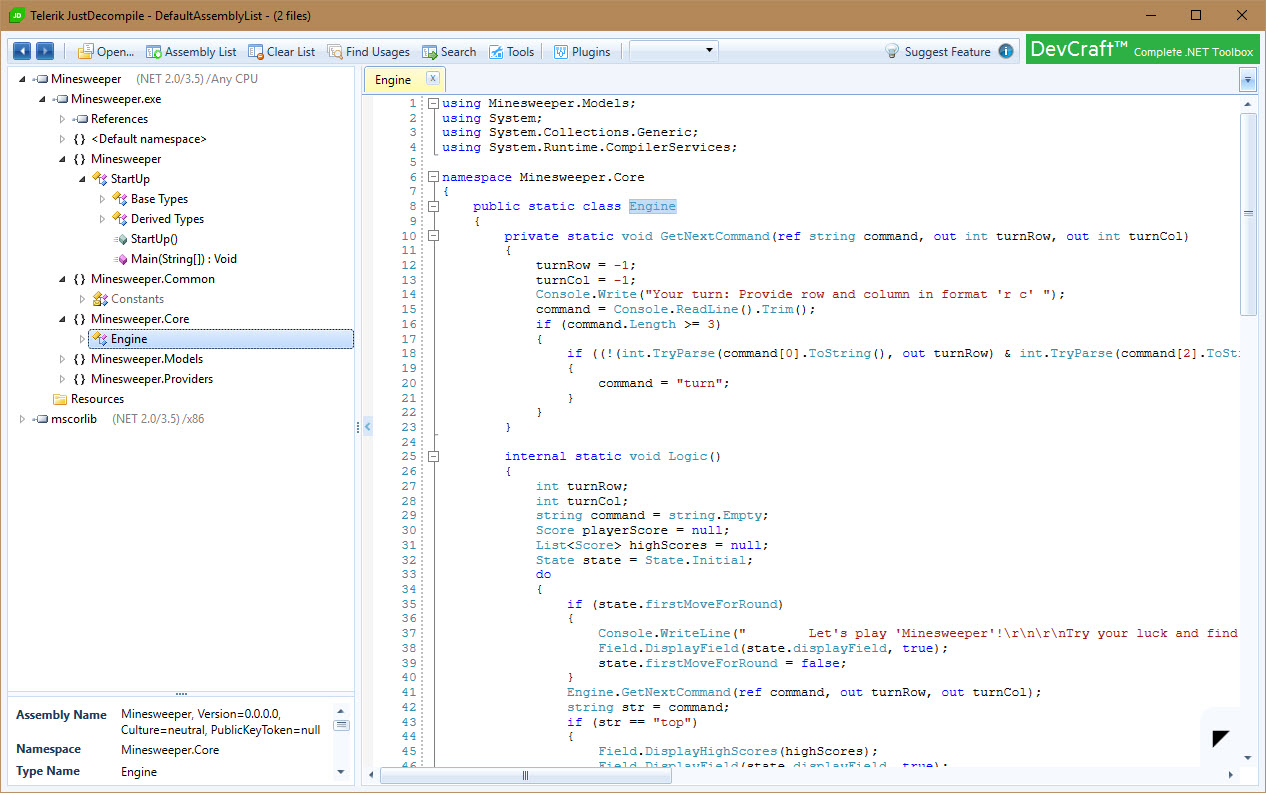 Telerik JustDecompile - DefaultAssemblyList - (2 files)
Open... Assembly List Clear List Find Usages Search Tools Plugins Suggest Feature DevCraft™ Complete .NET Toolbox
Minesweeper (NET 2.0/3.5) /Any CPU
Minesweeper.exe
References
{} <Default namespace>
{} Minesweeper
StartUp
Base Types
Derived Types
StartUp()
Main(String[]) : Void
{} Minesweeper.Common
Constants
{} Minesweeper.Core
Engine
{} Minesweeper.Models
{} Minesweeper.Providers
Resources
mscorlib (NET 2.0/3.5) /x86
Assembly Name Minesweeper, Version=0.0.0.0,
Culture=neutral, PublicKeyToken=null
Namespace Minesweeper.Core
Type Name Engine
Engine x
1 using Minesweeper.Models;
2 using System;
3 using System.Collections.Generic;
4 using System.Runtime.CompilerServices;
5
6 namespace Minesweeper.Core
7 {
8 public static class Engine
9 {
10 private static void GetNextCommand(ref string command, out int turnRow, out int turnCol)
11 {
12 turnRow = -1;
13 turnCol = -1;
14 Console.Write("Your turn: Provide row and column in format 'r c' ");
15 command = Console.ReadLine().Trim();
16 if (command.Length >= 3)
17 {
18 if ((!(int.TryParse(command[0].ToString(), out turnRow) & int.TryParse(command[2].ToStr
19 {
20 command = "turn";
21 }
22 }
23 }
24
25 internal static void Logic()
26 {
27 int turnRow;
28 int turnCol;
29 string command = string.Empty;
30 Score playerScore = null;
31 List<Score> highScores = null;
32 State state = State.Initial;
33 do
34 {
35 if (state.firstMoveForRound)
36 {
37 Console.WriteLine(" Let's play 'Minesweeper'!\r\n\r\nTry your luck and find
38 Field.DisplayField(state.displayField, true);
39 state.firstMoveForRound = false;
40 }
41 Engine.GetNextCommand(ref command, out turnRow, out turnCol);
42 string str = command;
43 if (str == "top")
44 {
45 Field.DisplayHighScores(highScores);
46 Field.DisplayField(state.displayField, true);